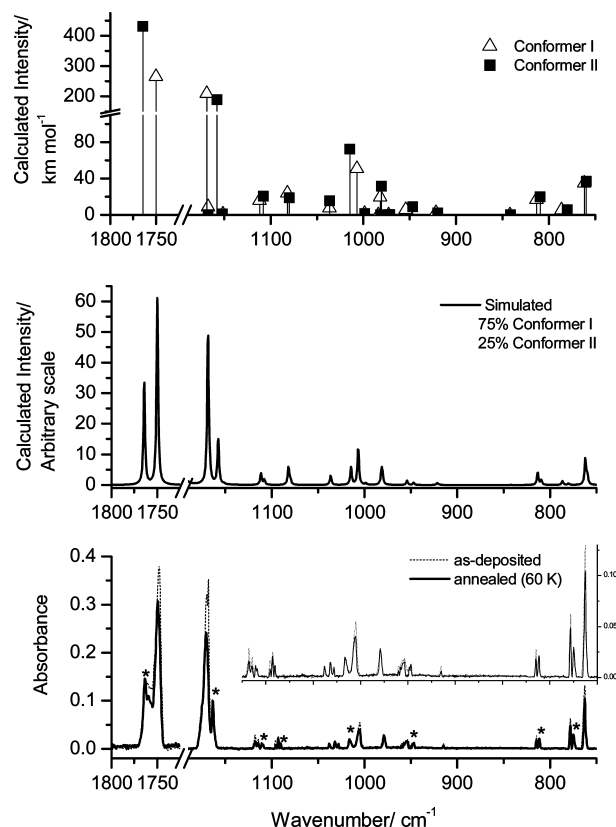 Calculated Intensity/
km mol-1
400
300
200
80
40
0
Conformer I
Conformer II
1800 1750 1100 1000 900 800
Calculated Intensity/
Arbitrary scale
60
50
40
30
20
10
0
Simulated
75% Conformer I
25% Conformer II
1800 1750 1100 1000 900 800
Absorbance
0.4
0.3
0.2
0.1
0.0
as-deposited
annealed (60 K)
0.10
0.05
0.00
* * * * * * * *
1800 1750 1100 1000 900 800
Wavenumber/ cm-1